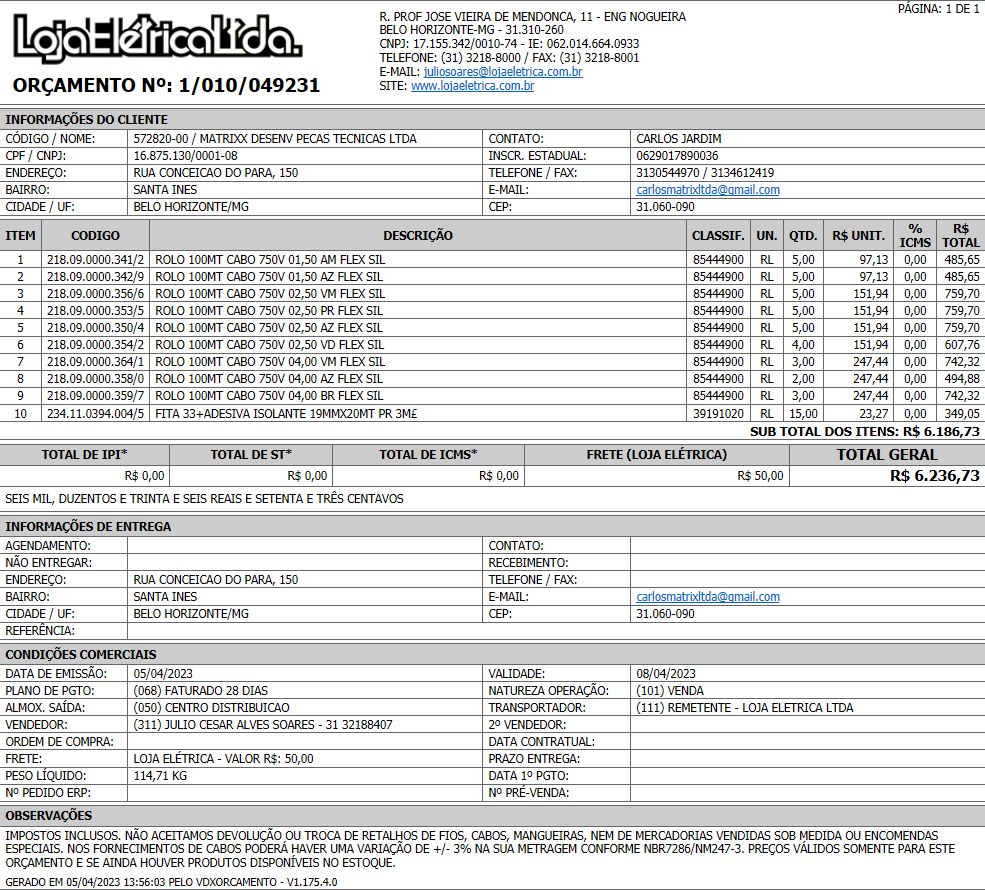 PÁGINA: 1 DE 1
LojaElétricaLtda.
ORÇAMENTO Nº: 1/010/049231
R. PROF JOSE VIEIRA DE MENDONCA, 11 - ENG NOGUEIRA
BELO HORIZONTE-MG - 31.310-260
CNPJ: 17.155.342/0010-74 - IE: 062.014.664.0933
TELEFONE: (31) 3218-8000 / FAX: (31) 3218-8001
E-MAIL: juliosoares@lojaeletrica.com.br
SITE: www.lojaeletrica.com.br
INFORMAÇÕES DO CLIENTE
CÓDIGO / NOME: 572820-00 / MATRIXX DESENV PECAS TECNICAS LTDA CONTATO: CARLOS JARDIM
CPF / CNPJ: 16.875.130/0001-08 INSCR. ESTADUAL: 0629017890036
ENDEREÇO: RUA CONCEICAO DO PARA, 150 TELEFONE / FAX: 3130544970 / 3134612419
BAIRRO: SANTA INES E-MAIL: carlosmatrixltda@gmail.com
CIDADE / UF: BELO HORIZONTE/MG CEP: 31.060-090
ITEM CODIGO DESCRIÇÃO CLASSIF. UN. QTD. R$ UNIT. % ICMS R$ TOTAL
1 218.09.0000.341/2 ROLO 100MT CABO 750V 01,50 AM FLEX SIL 85444900 RL 5,00 97,13 0,00 485,65
2 218.09.0000.342/9 ROLO 100MT CABO 750V 01,50 AZ FLEX SIL 85444900 RL 5,00 97,13 0,00 485,65
3 218.09.0000.356/6 ROLO 100MT CABO 750V 02,50 VM FLEX SIL 85444900 RL 5,00 151,94 0,00 759,70
4 218.09.0000.353/5 ROLO 100MT CABO 750V 02,50 PR FLEX SIL 85444900 RL 5,00 151,94 0,00 759,70
5 218.09.0000.350/4 ROLO 100MT CABO 750V 02,50 AZ FLEX SIL 85444900 RL 5,00 151,94 0,00 759,70
6 218.09.0000.354/2 ROLO 100MT CABO 750V 02,50 VD FLEX SIL 85444900 RL 4,00 151,94 0,00 607,76
7 218.09.0000.364/1 ROLO 100MT CABO 750V 04,00 VM FLEX SIL 85444900 RL 3,00 247,44 0,00 742,32
8 218.09.0000.358/0 ROLO 100MT CABO 750V 04,00 AZ FLEX SIL 85444900 RL 2,00 247,44 0,00 494,88
9 218.09.0000.359/7 ROLO 100MT CABO 750V 04,00 BR FLEX SIL 85444900 RL 3,00 247,44 0,00 742,32
10 234.11.0394.004/5 FITA 33+ADESIVA ISOLANTE 19MMX20MT PR 3M£ 39191020 RL 15,00 23,27 0,00 349,05
SUB TOTAL DOS ITENS: R$ 6.186,73
TOTAL DE IPI* TOTAL DE ST* TOTAL DE ICMS* FRETE (LOJA ELÉTRICA) TOTAL GERAL
R$ 0,00 R$ 0,00 R$ 0,00 R$ 50,00 R$ 6.236,73
SEIS MIL, DUZENTOS E TRINTA E SEIS REAIS E SETENTA E TRÊS CENTAVOS
INFORMAÇÕES DE ENTREGA
AGENDAMENTO: CONTATO:
NÃO ENTREGAR: RECEBIMENTO:
ENDEREÇO: RUA CONCEICAO DO PARA, 150 TELEFONE / FAX:
BAIRRO: SANTA INES E-MAIL: carlosmatrixltda@gmail.com
CIDADE / UF: BELO HORIZONTE/MG CEP: 31.060-090
REFERÊNCIA:
CONDIÇÕES COMERCIAIS
DATA DE EMISSÃO: 05/04/2023 VALIDADE: 08/04/2023
PLANO DE PGTO: (068) FATURADO 28 DIAS NATUREZA OPERAÇÃO: (101) VENDA
ALMOX. SAÍDA: (050) CENTRO DISTRIBUICAO TRANSPORTADOR: (111) REMETENTE - LOJA ELETRICA LTDA
VENDEDOR: (311) JULIO CESAR ALVES SOARES - 31 32188407 2º VENDEDOR:
ORDEM DE COMPRA: DATA CONTRATUAL:
FRETE: LOJA ELÉTRICA - VALOR R$: 50,00 PRAZO ENTREGA:
PESO LÍQUIDO: 114,71 KG DATA 1º PGTO:
Nº PEDIDO ERP: Nº PRÉ-VENDA:
OBSERVAÇÕES
IMPOSTOS INCLUSOS. NÃO ACEITAMOS DEVOLUÇÃO OU TROCA DE RETALHOS DE FIOS, CABOS, MANGUEIRAS, NEM DE MERCADORIAS VENDIDAS SOB MEDIDA OU ENCOMENDAS
ESPECIAIS. NOS FORNECIMENTOS DE CABOS PODERÁ HAVER UMA VARIAÇÃO DE +/- 3% NA SUA METRAGEM CONFORME NBR7286/NM247-3. PREÇOS VÁLIDOS SOMENTE PARA ESTE
ORÇAMENTO E SE AINDA HOUVER PRODUTOS DISPONÍVEIS NO ESTOQUE.
GERADO EM 05/04/2023 13:56:03 PELO VDXORCAMENTO - V1.175.4.0